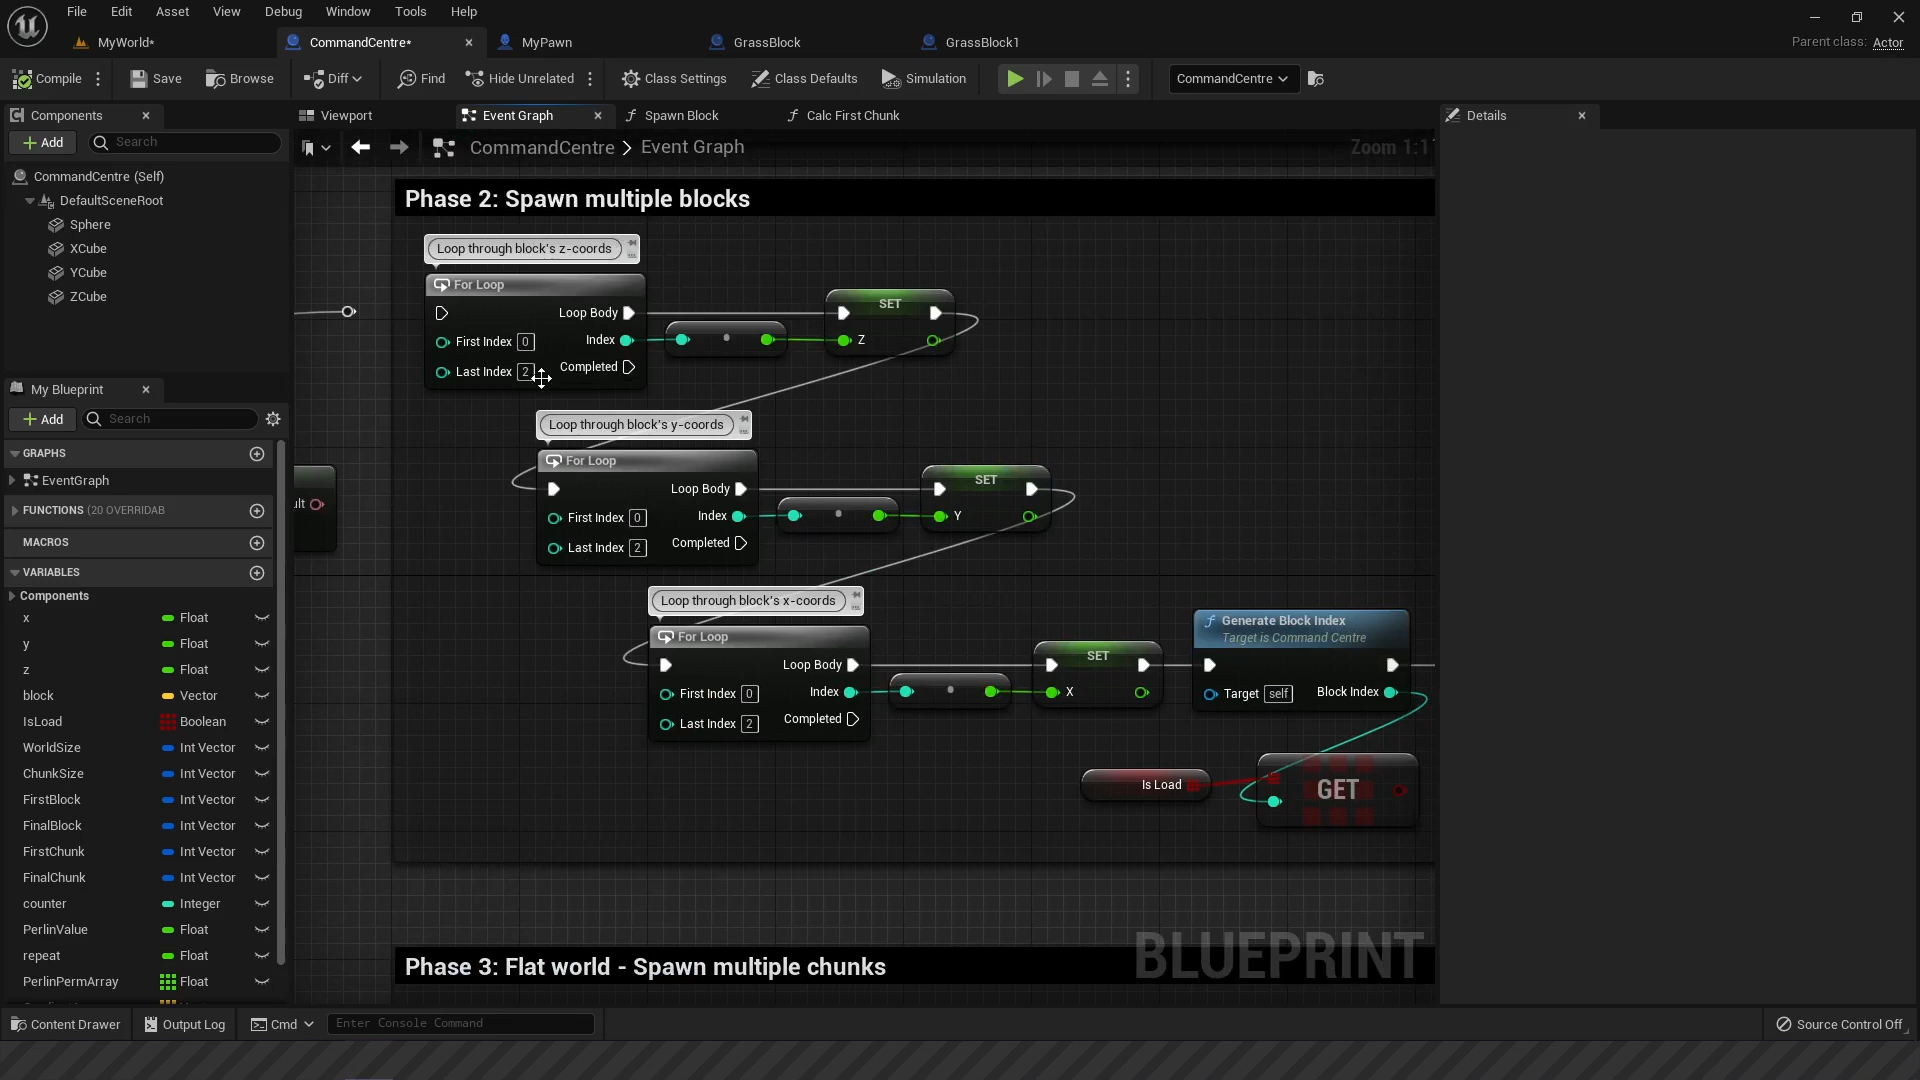 File Edit Asset View Debug Window Tools Help
MyWorld* CommandCentre* MyPawn GrassBlock GrassBlock1
Parent class: Actor
Compile Save Browse Diff Find Hide Unrelated Class Settings Class Defaults Simulation CommandCentre
Components Viewport Event Graph Spawn Block Calc First Chunk Details
Add Search
CommandCentre > Event Graph
Zoom 1:1
CommandCentre (Self)
DefaultSceneRoot
Sphere
XCube
YCube
ZCube
My Blueprint
Add Search
GRAPHS
EventGraph
FUNCTIONS (20 OVERRIDAB
MACROS
VARIABLES
Components
x Float
y Float
z Float
block Vector
IsLoad Boolean
WorldSize Int Vector
ChunkSize Int Vector
FirstBlock Int Vector
FinalBlock Int Vector
FirstChunk Int Vector
FinalChunk Int Vector
counter Integer
PerlinValue Float
repeat Float
PerlinPermArray Float
Phase 2: Spawn multiple blocks
Loop through block's z-coords
For Loop
Loop Body
First Index 0
Index
Last Index 2
Completed
SET
Z
Loop through block's y-coords
For Loop
Loop Body
First Index 0
Index
Last Index 2
Completed
SET
Y
ult
Loop through block's x-coords
For Loop
Loop Body
First Index 0
Index
Last Index 2
Completed
SET
X
Generate Block Index
Target is Command Centre
Target self
Block Index
Is Load
GET
BLUEPRINT
Phase 3: Flat world - Spawn multiple chunks
Content Drawer Output Log Cmd Enter Console Command Source Control Off